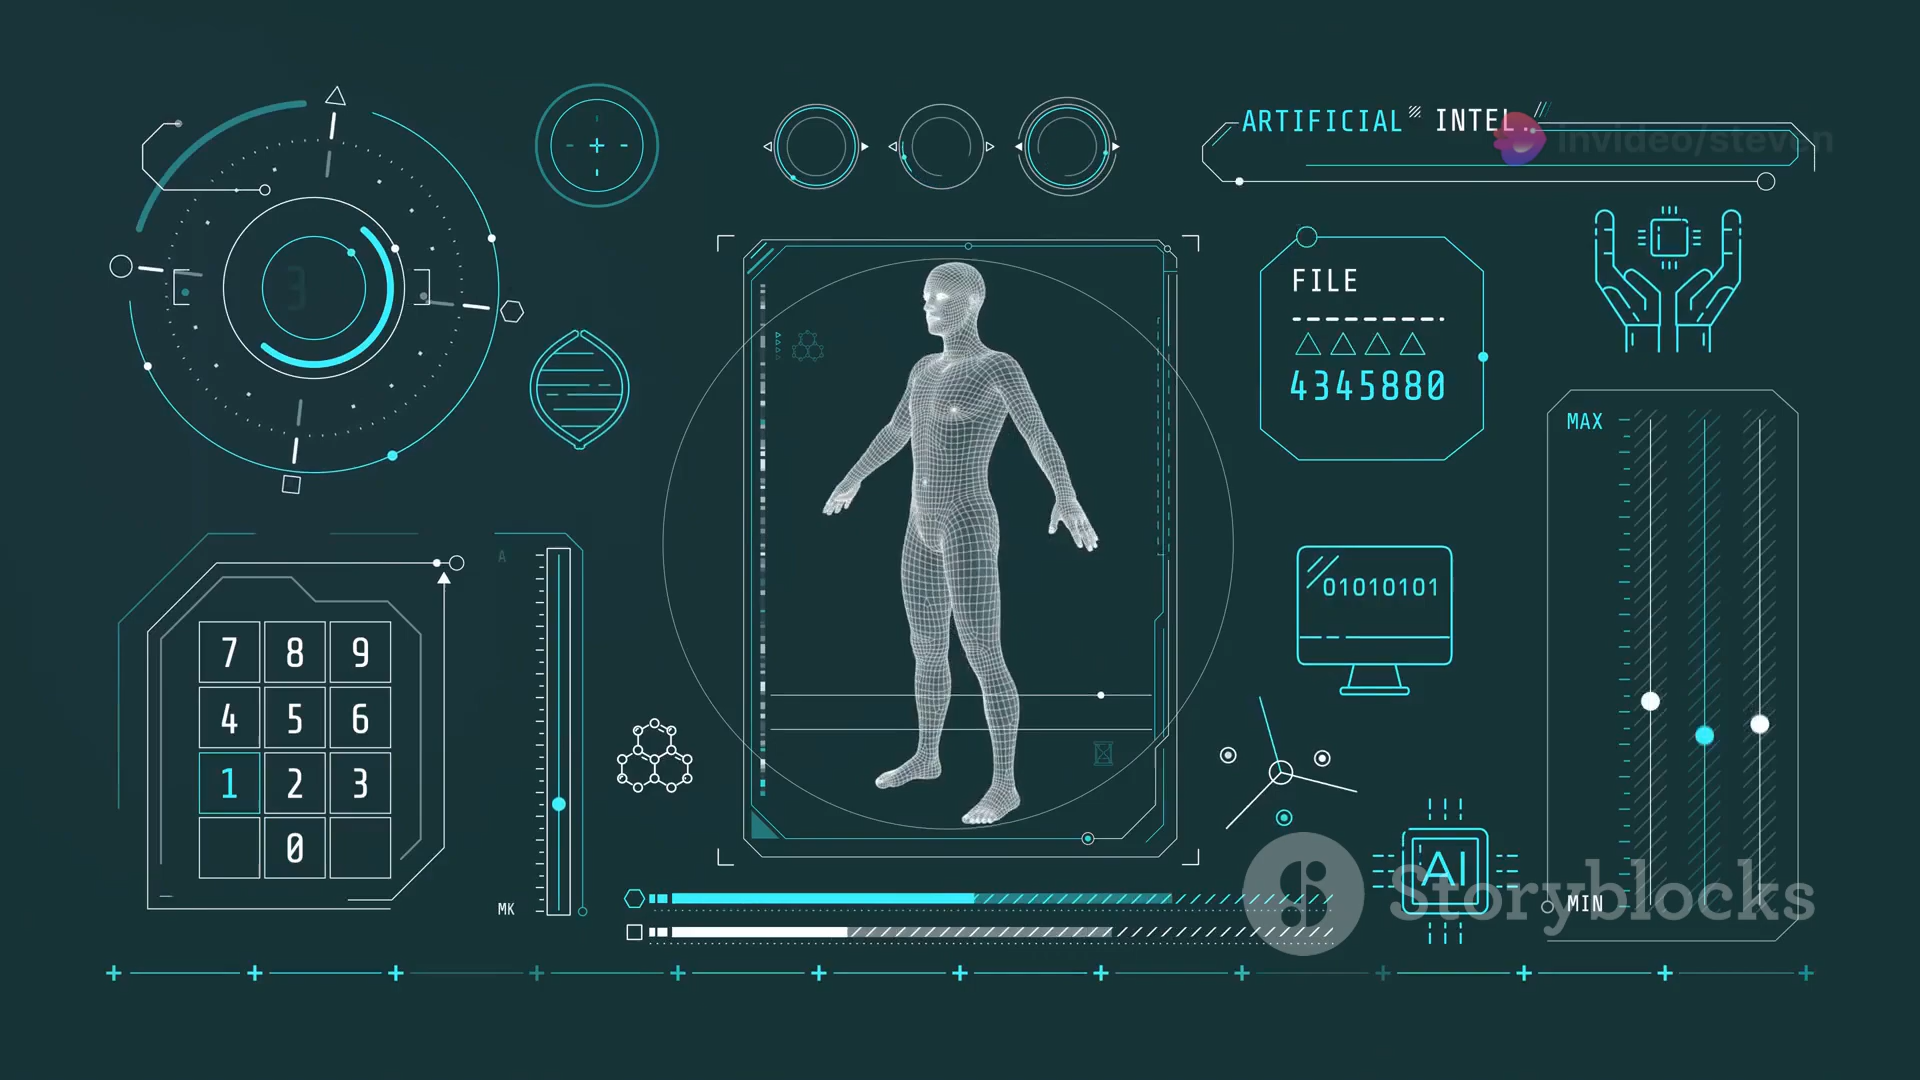 ARTIFICIAL INTEL.
invideo/steven
3
FILE
4345880
MAX
A
01010101
7 8 9
4 5 6
1 2 3
0
AI
Storyblocks
MIN
MK